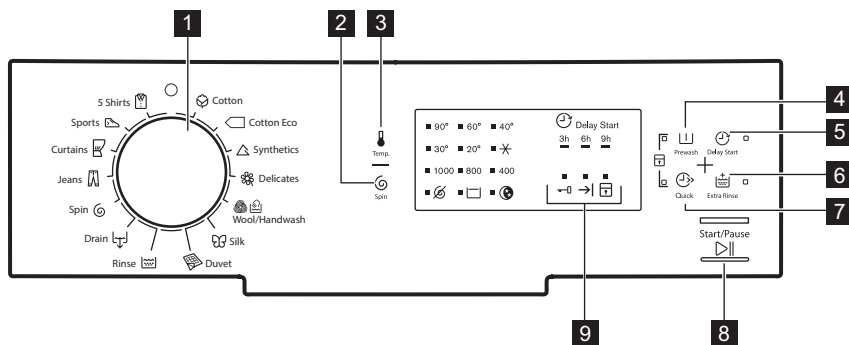 1
2
3
5 Shirts
Cotton
Sports
Cotton Eco
Curtains
Synthetics
Jeans
Delicates
Spin
Wool/Handwash
Drain
Silk
Rinse
Duvet
Temp.
Spin
90° 60° 40°
30° 20°
1000 800 400
Delay Start
3h 6h 9h
Prewash
Delay Start
Quick
Extra Rinse
Start/Pause
4
5
6
7
8
9